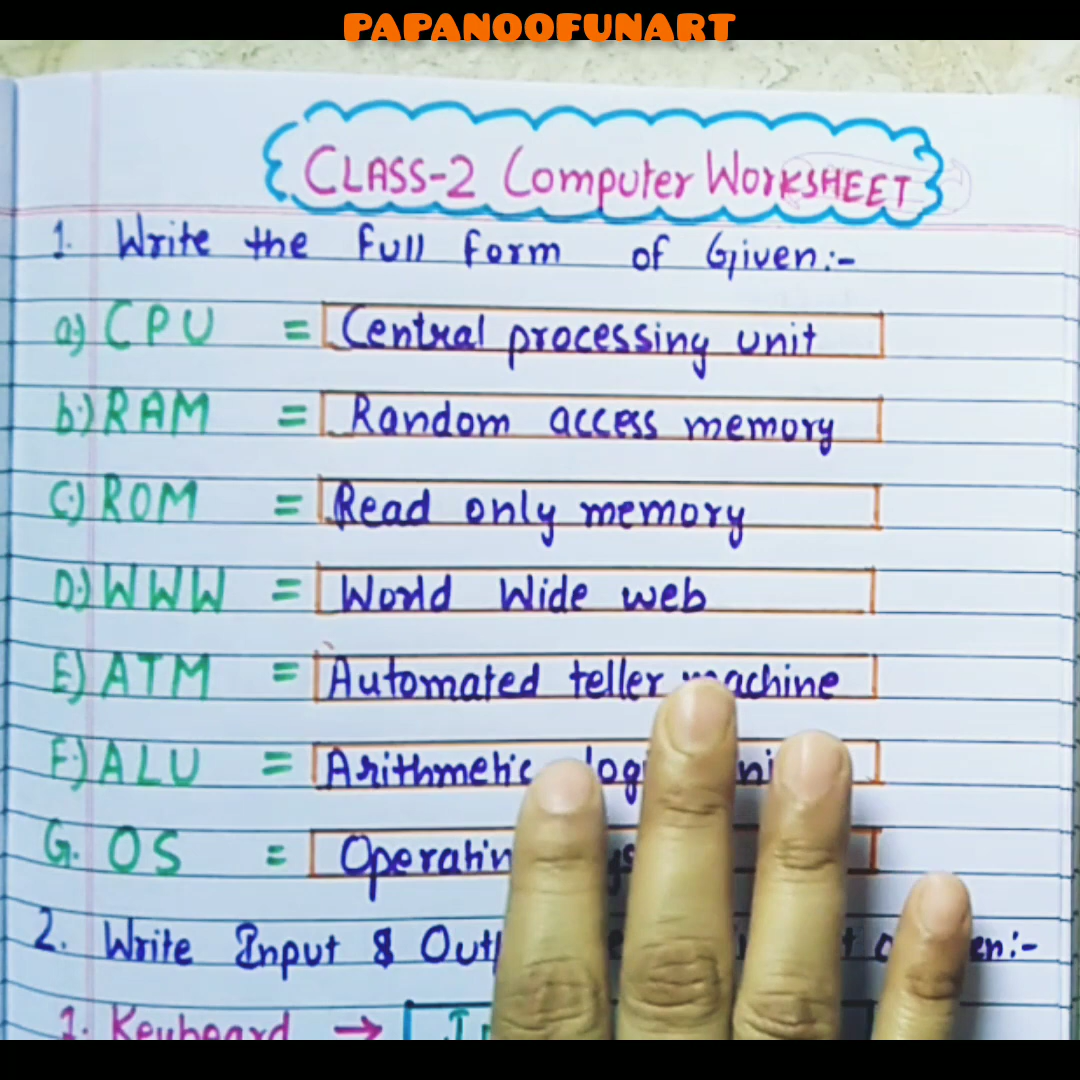 PAPANOOFUNART
CLASS-2 Computer WorkSHEET
1. Write the full form of Given:-
a) CPU = Central processing unit
b.) RAM = Random access memory
C.) ROM = Read only memory
D.) WWW = World Wide web
E) ATM = Automated teller machine
F.) ALU = Arithmetic
G. OS =
2. Write Input &
1. Keyboard →